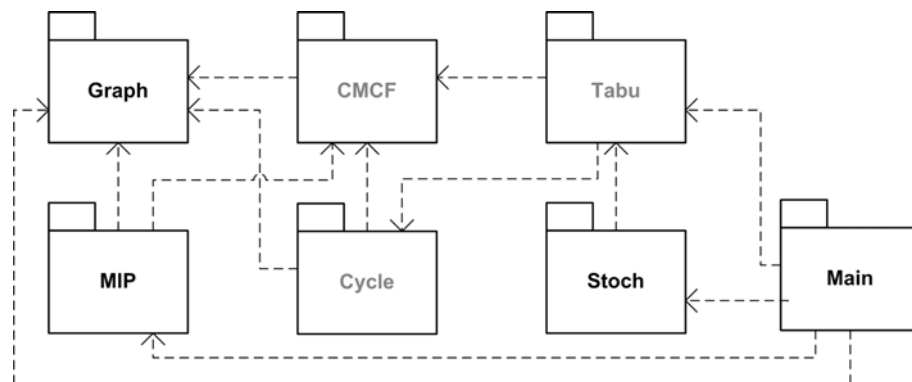 Graph
CMCF
Tabu
MIP
Cycle
Stoch
Main